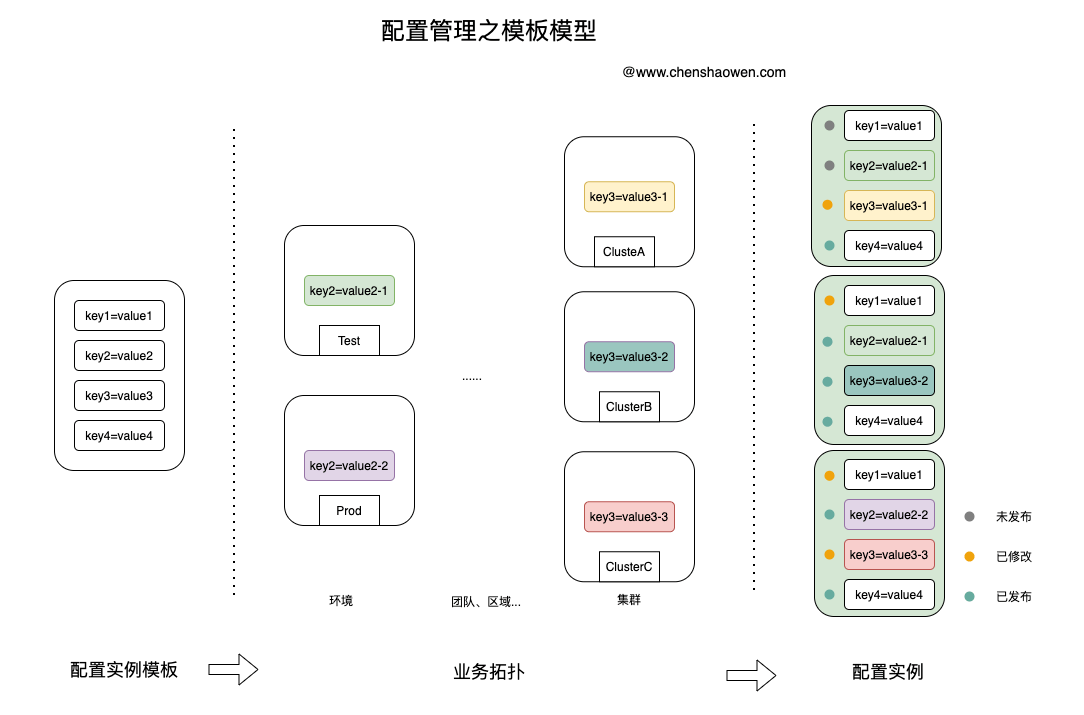 配置管理之模板模型
@www.chenshaowen.com
key1=value1
key2=value2
key3=value3
key4=value4
key2=value2-1
Test
key2=value2-2
Prod
环境
......
团队、区域...
key3=value3-1
ClusteA
key3=value3-2
ClusterB
key3=value3-3
ClusterC
集群
key1=value1
key2=value2-1
key3=value3-1
key4=value4
key1=value1
key2=value2-1
key3=value3-2
key4=value4
key1=value1
key2=value2-2
key3=value3-3
key4=value4
未发布
已修改
已发布
配置实例模板
业务拓扑
配置实例